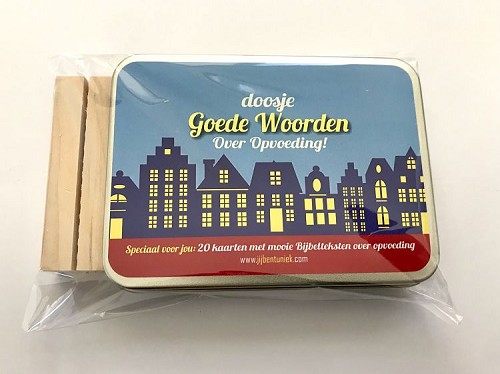 doosje
Goede Woorden
Over Opvoeding!
Speciaal voor jou: 20 kaarten met mooie Bijbelteksten over opvoeding
www.jijbentuniek.com